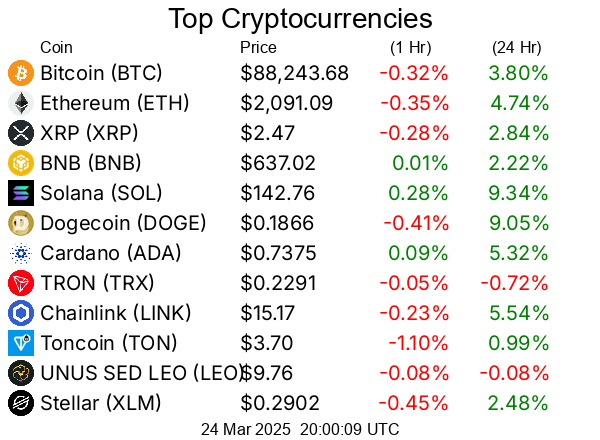 Top Cryptocurrencies
Coin Price (1 Hr) (24 Hr)
Bitcoin (BTC) $88,243.68 -0.32% 3.80%
Ethereum (ETH) $2,091.09 -0.35% 4.74%
XRP (XRP) $2.47 -0.28% 2.84%
BNB (BNB) $637.02 0.01% 2.22%
Solana (SOL) $142.76 0.28% 9.34%
Dogecoin (DOGE) $0.1866 -0.41% 9.05%
Cardano (ADA) $0.7375 0.09% 5.32%
TRON (TRX) $0.2291 -0.05% -0.72%
Chainlink (LINK) $15.17 -0.23% 5.54%
Toncoin (TON) $3.70 -1.10% 0.99%
UNUS SED LEO (LEO) $9.76 -0.08% -0.08%
Stellar (XLM) $0.2902 -0.45% 2.48%
24 Mar 2025 20:00:09 UTC